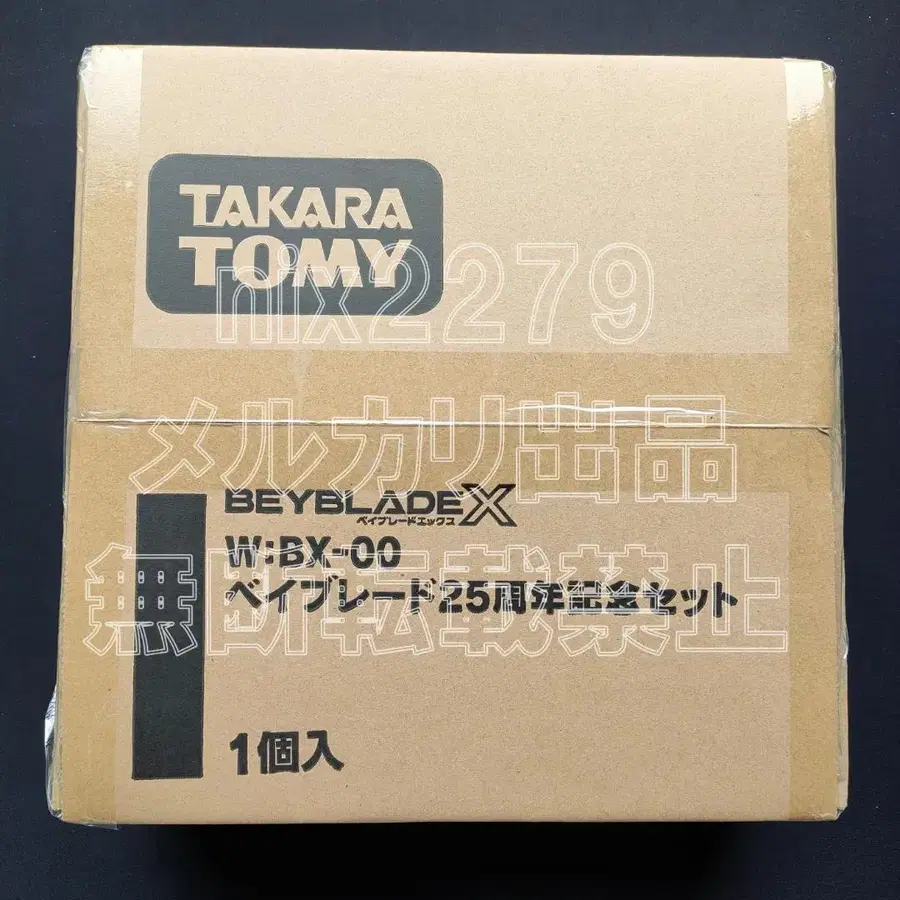 TAKARA
TOMY
nix2279
メルカリ出品
BEYBLADE X
ベイブレードエックス
W:BX-00
無断転載禁止
ベイブレード25周年記念セット
1個入